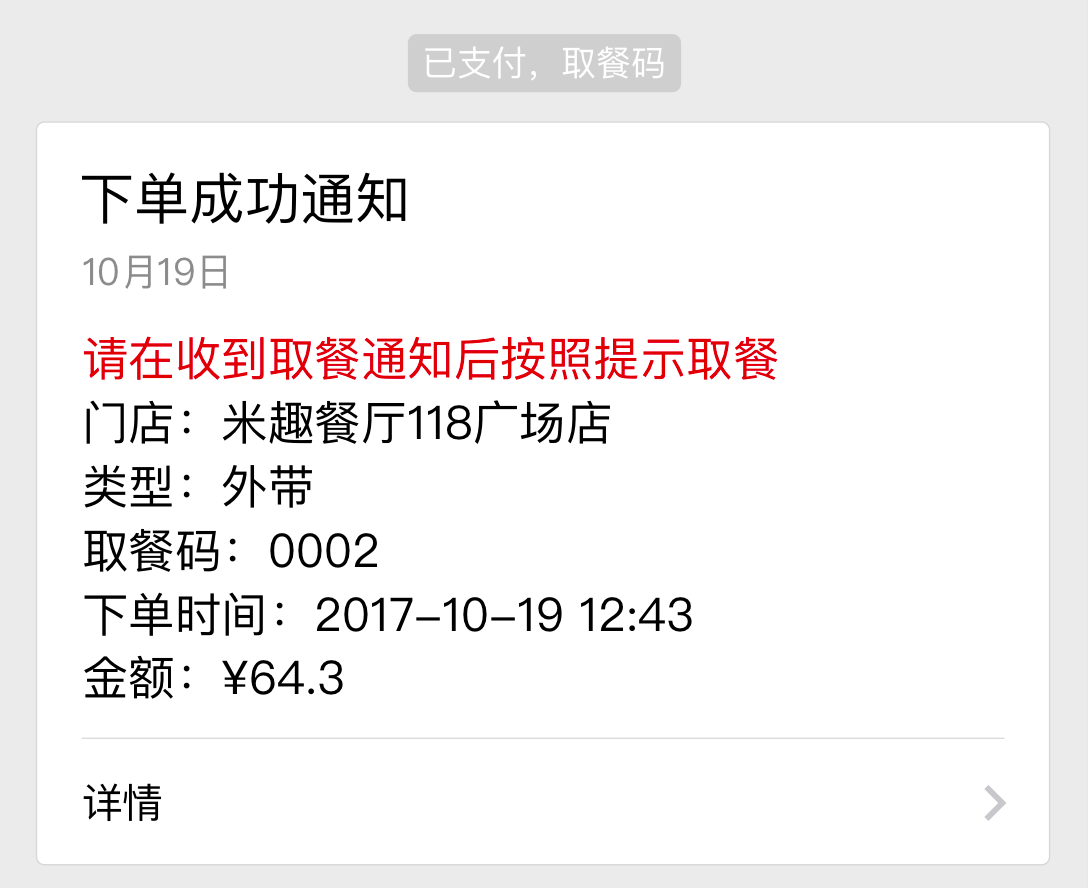 已支付，取餐码
下单成功通知
10月19日
请在收到取餐通知后按照提示取餐
门店：米趣餐厅118广场店
类型：外带
取餐码：0002
下单时间：2017-10-19 12:43
金额：¥64.3
详情